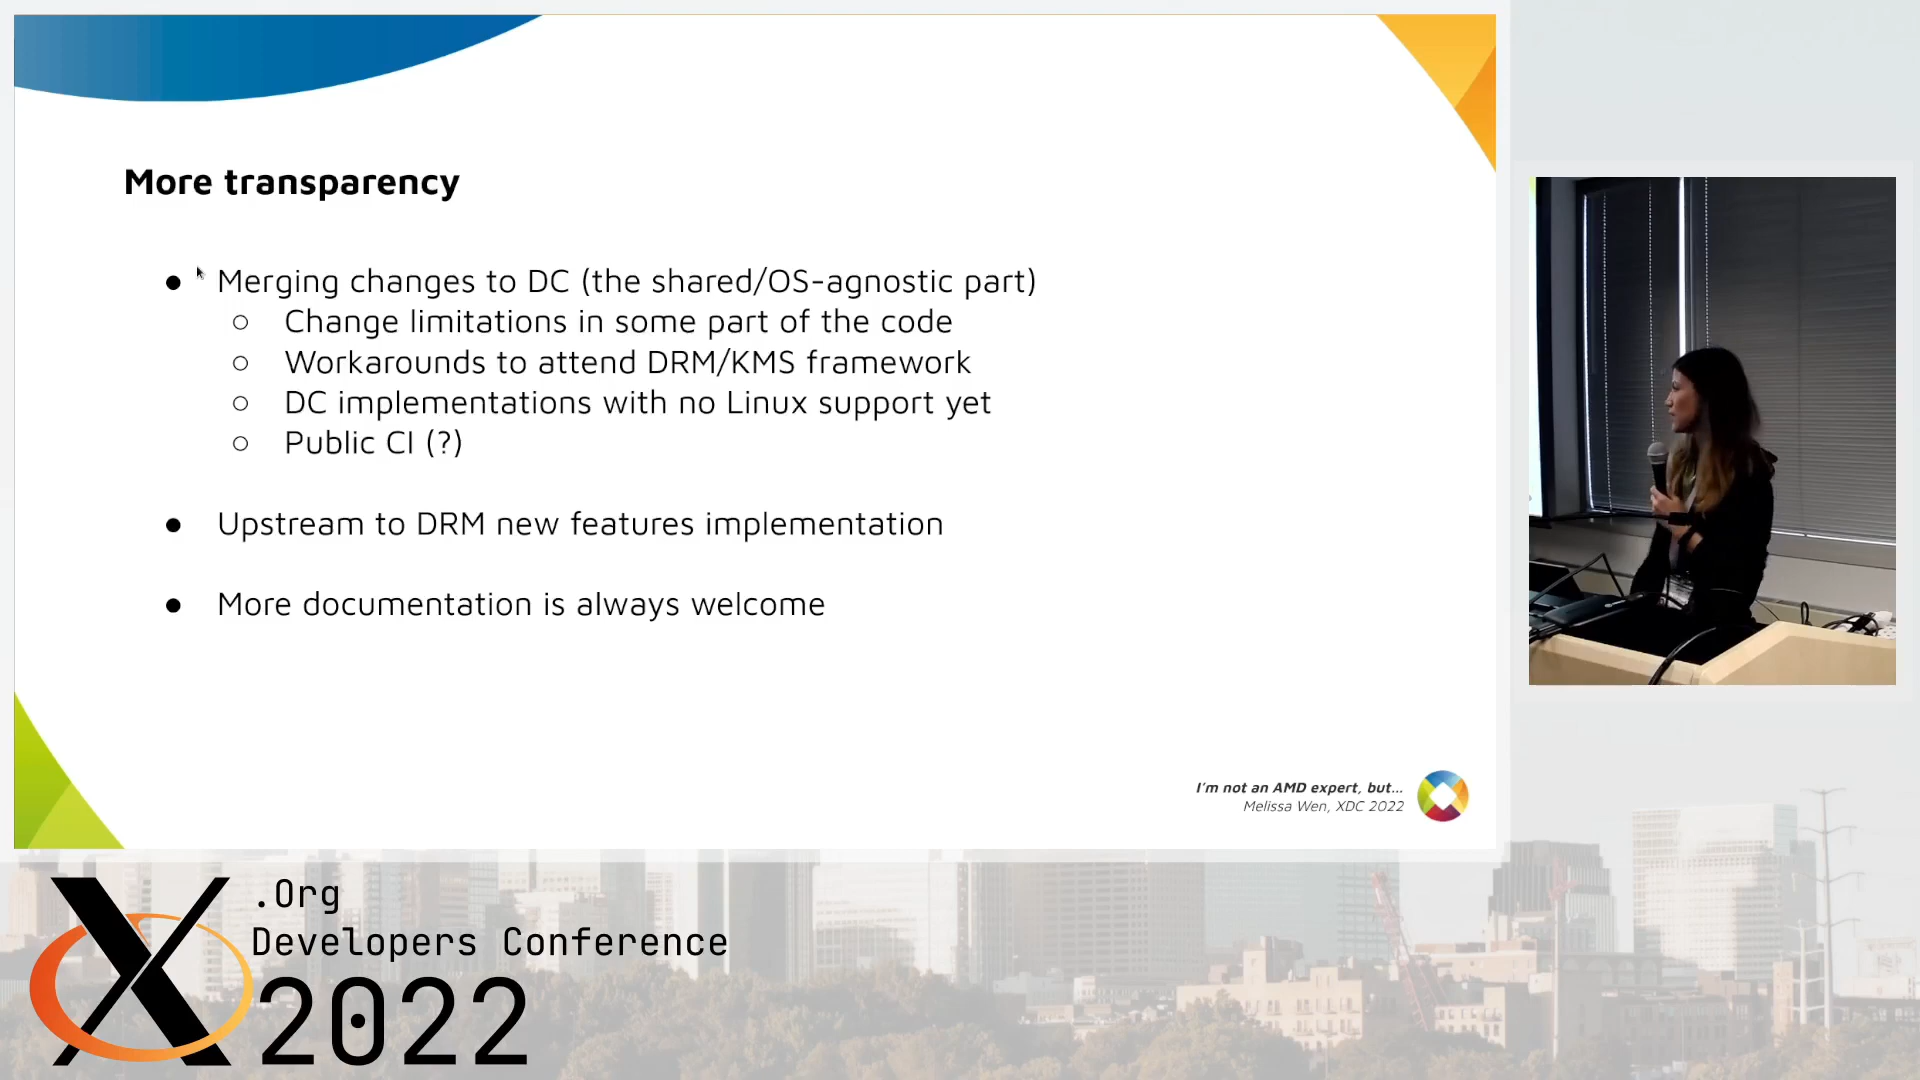 More transparency
● Merging changes to DC (the shared/OS-agnostic part)
○ Change limitations in some part of the code
○ Workarounds to attend DRM/KMS framework
○ DC implementations with no Linux support yet
○ Public CI (?)
● Upstream to DRM new features implementation
● More documentation is always welcome
I'm not an AMD expert, but...
Melissa Wen, XDC 2022
X.Org
Developers Conference
2022